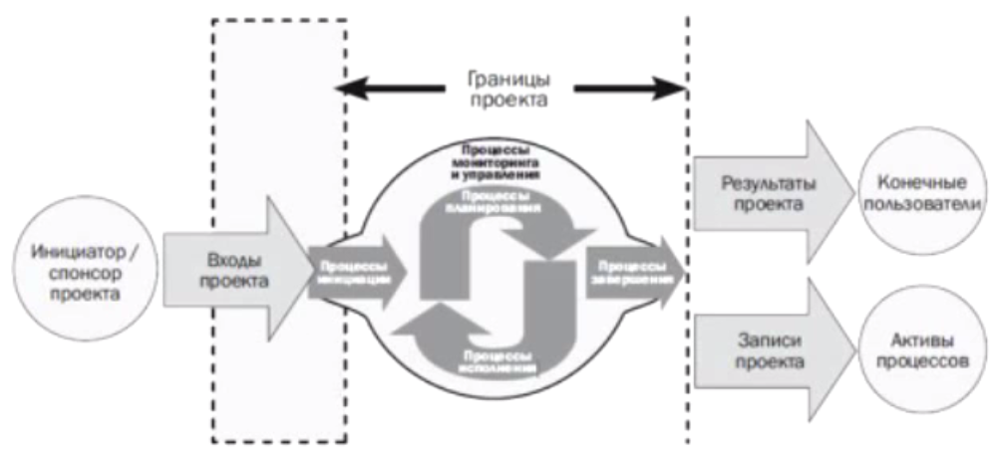 Границы
проекта
Процессы
мониторинга
и управления
Процессы
планирования
Инициатор /
спонсор
проекта
Входы
проекта
Процессы
инициации
Процессы
завершения
Процессы
исполнения
Результаты
проекта
Конечные
пользователи
Записи
проекта
Активы
процессов